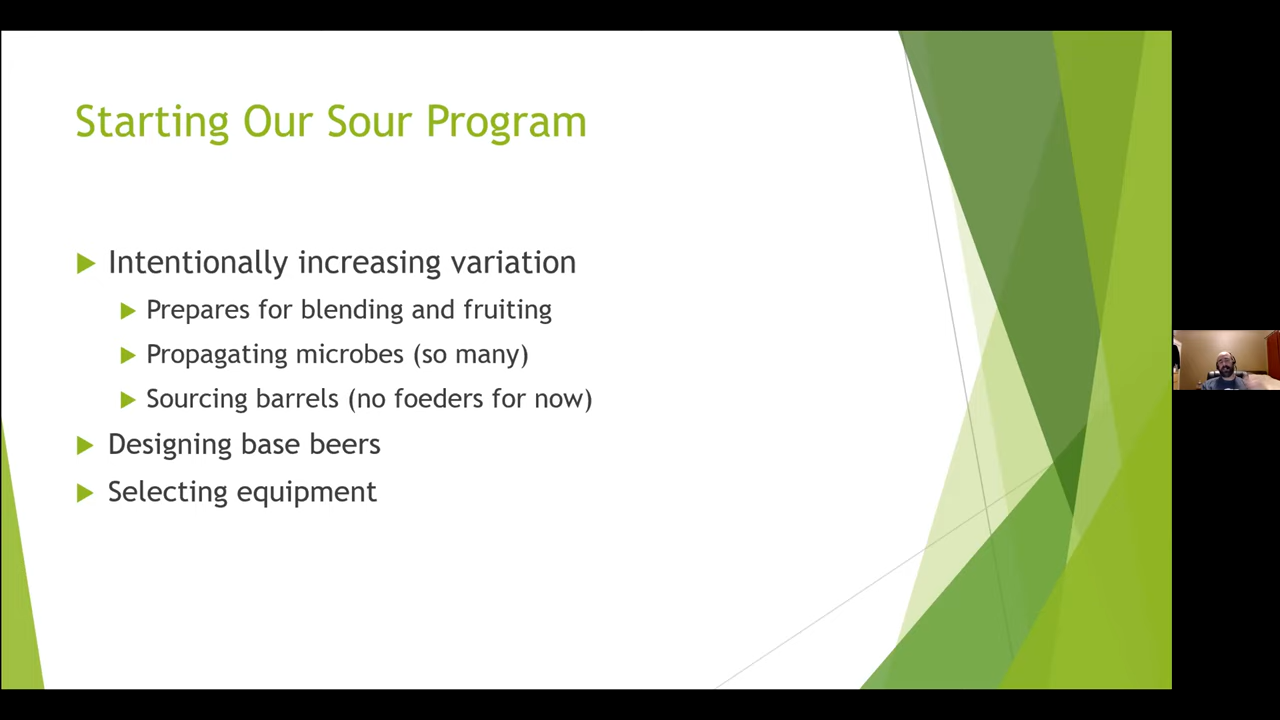 Starting Our Sour Program
Intentionally increasing variation
Prepares for blending and fruiting
Propagating microbes (so many)
Sourcing barrels (no foeders for now)
Designing base beers
Selecting equipment